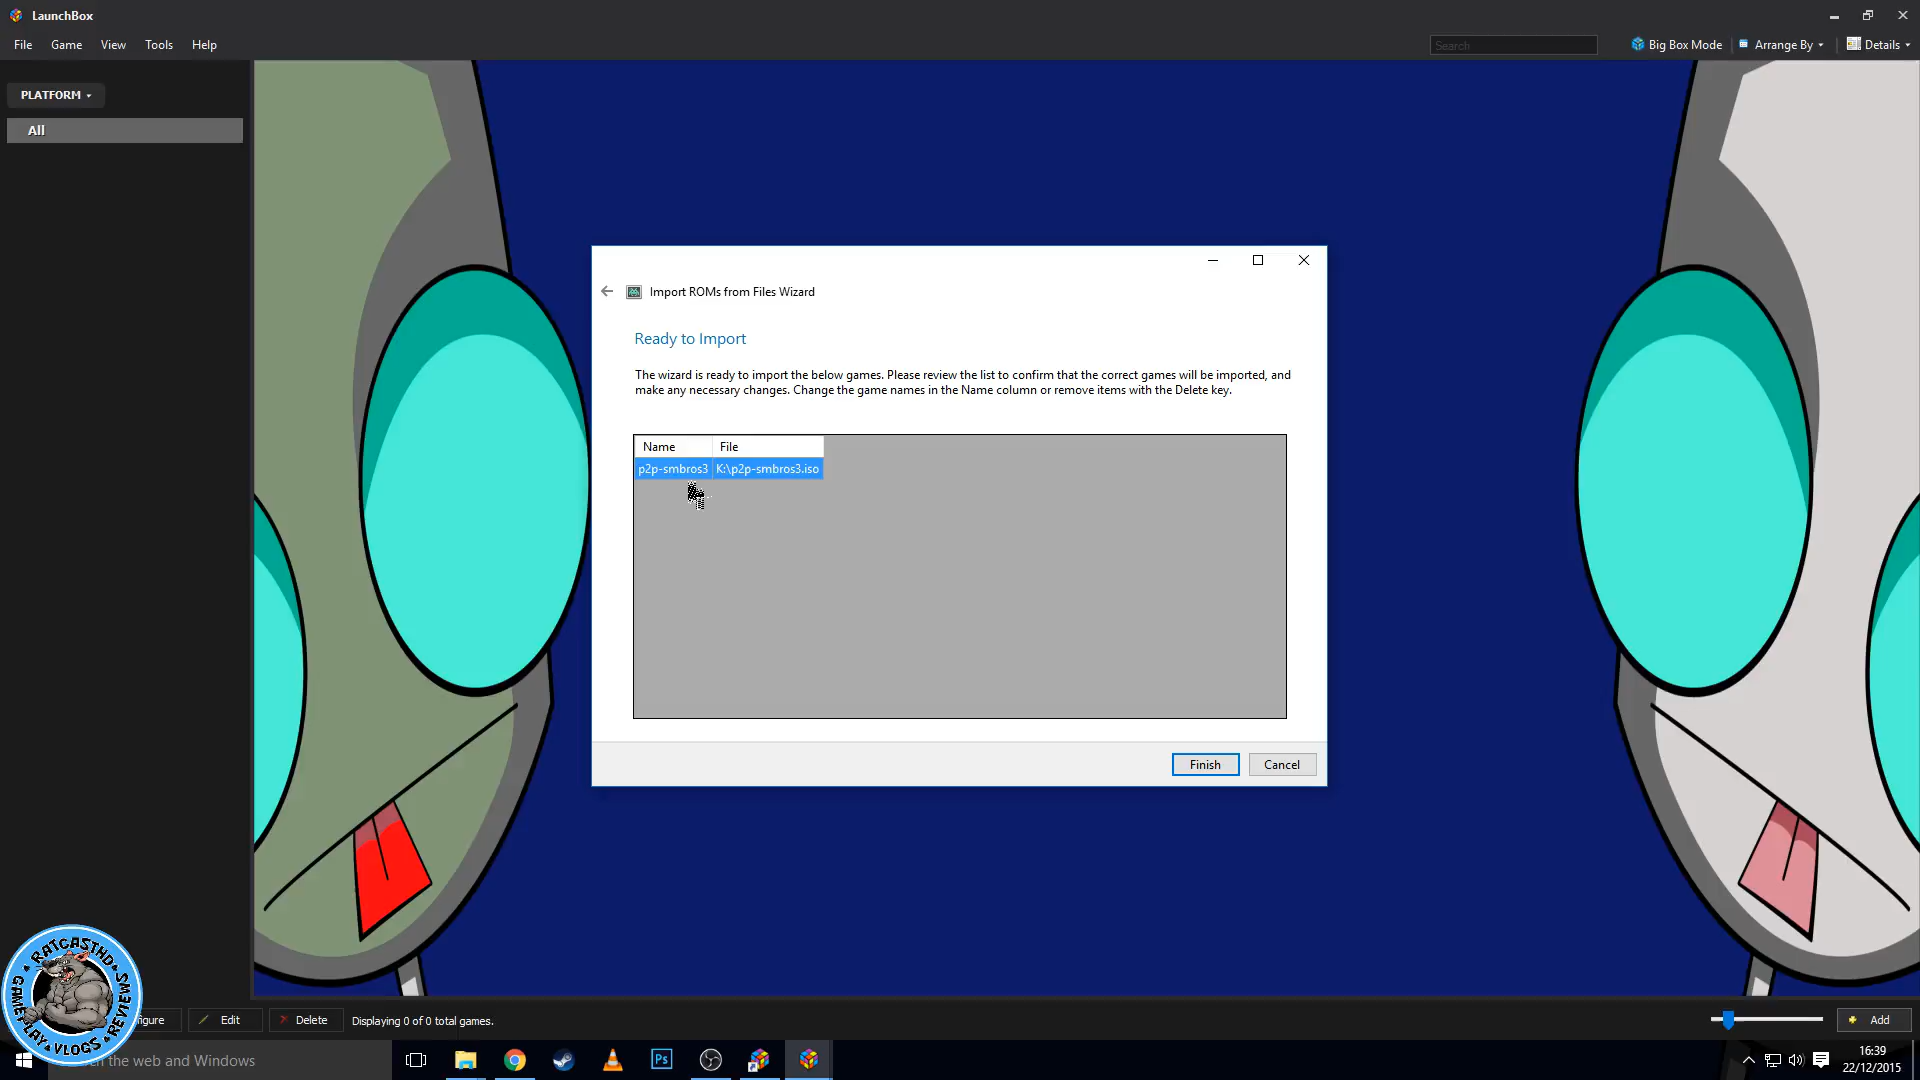 LaunchBox
File Game View Tools Help
Search
Big Box Mode Arrange By Details
PLATFORM
All
Import ROMs from Files Wizard
Ready to Import
The wizard is ready to import the below games. Please review the list to confirm that the correct games will be imported, and
make any necessary changes. Change the game names in the Name column or remove items with the Delete key.
Name File
p2p-smbros3 K:\p2p-smbros3.iso
Finish Cancel
RATCASTHD
GAMEPLAY VLOGS REVIEWS
gure Edit Delete Displaying 0 of 0 total games.
Add
the web and Windows
Ps
16:39
22/12/2015